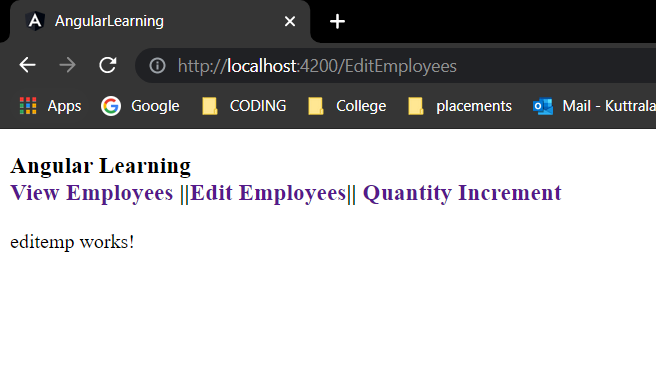 AngularLearning
http://localhost:4200/EditEmployees
Apps Google CODING College placements Mail - Kuttrala
Angular Learning
View Employees ||Edit Employees|| Quantity Increment
editemp works!